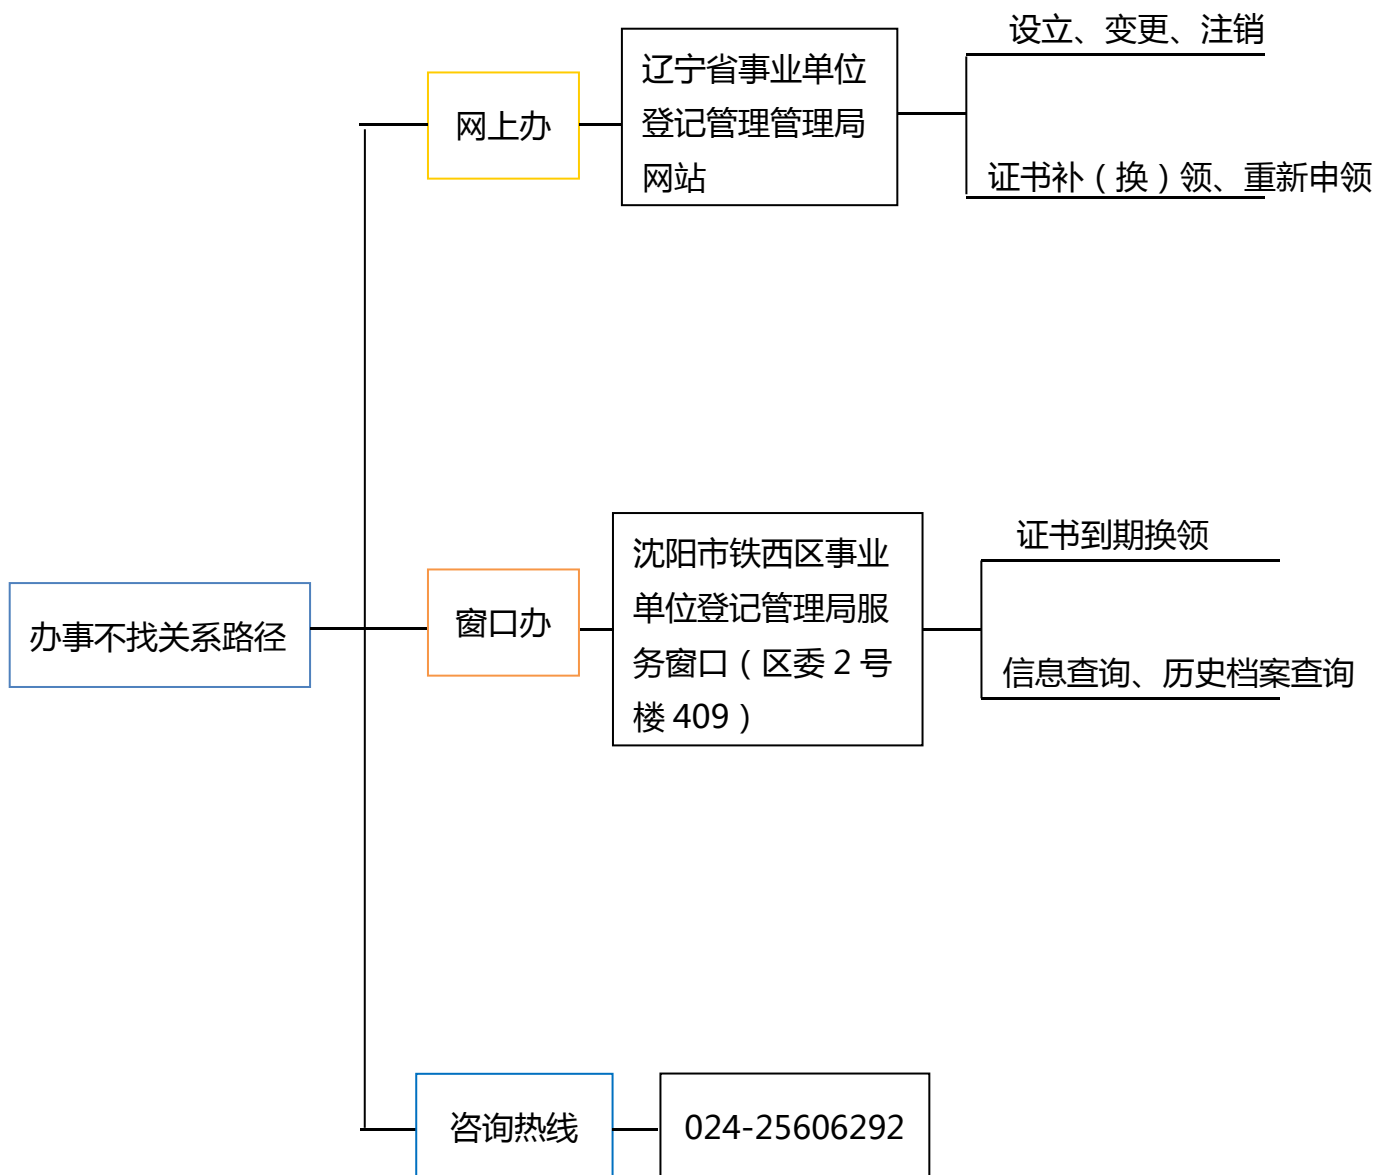 设立、变更、注销
辽宁省事业单位
登记管理管理局
网站
网上办
证书补（换）领、重新申领
证书到期换领
沈阳市铁西区事业
单位登记管理局服
务窗口（区委 2 号
楼 409）
窗口办
办事不找关系路径
信息查询、历史档案查询
咨询热线
024-25606292